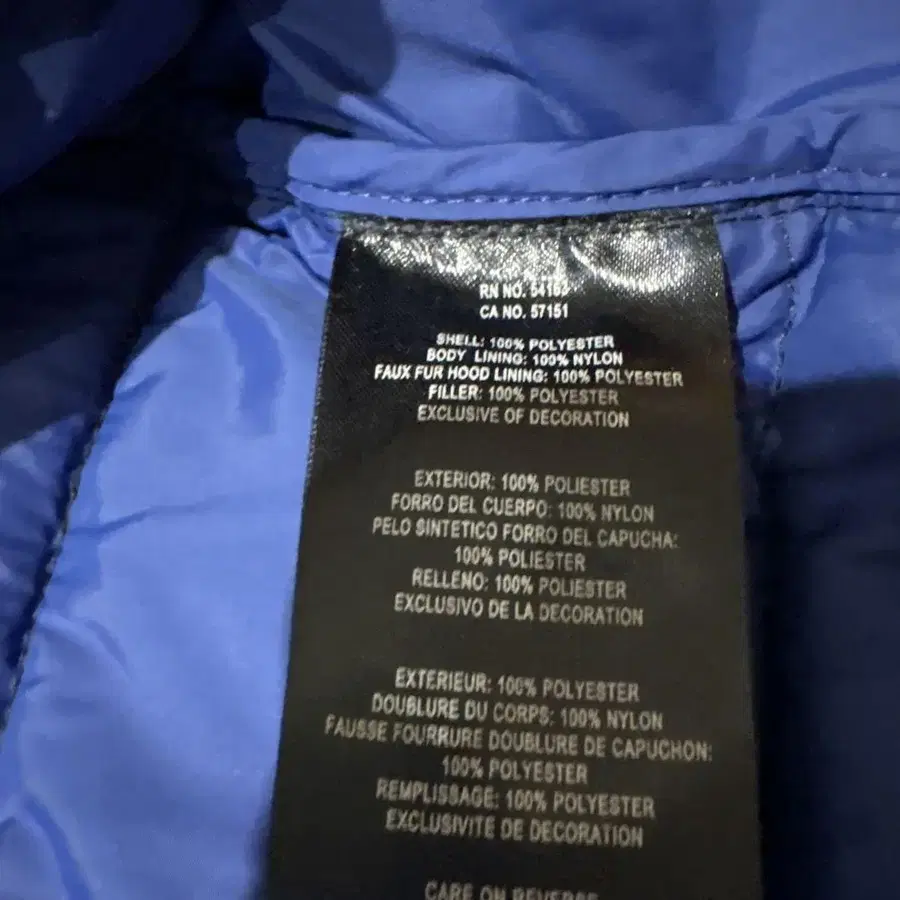 RN NO. 54163
CA NO. 57151
SHELL: 100% POLYESTER
BODY LINING: 100% NYLON
FAUX FUR HOOD LINING: 100% POLYESTER
FILLER: 100% POLYESTER
EXCLUSIVE OF DECORATION
EXTERIOR: 100% POLIESTER
FORRO DEL CUERPO: 100% NYLON
PELO SINTETICO FORRO DEL CAPUCHA:
100% POLIESTER
RELLENO: 100% POLIESTER
EXCLUSIVO DE LA DECORATION
EXTERIEUR: 100% POLYESTER
DOUBLURE DU CORPS: 100% NYLON
FAUSSE FOURRURE DOUBLURE DE CAPUCHON:
100% POLYESTER
REMPLISSAGE: 100% POLYESTER
EXCLUSIVITE DE DECORATION
CARE ON REVERSE